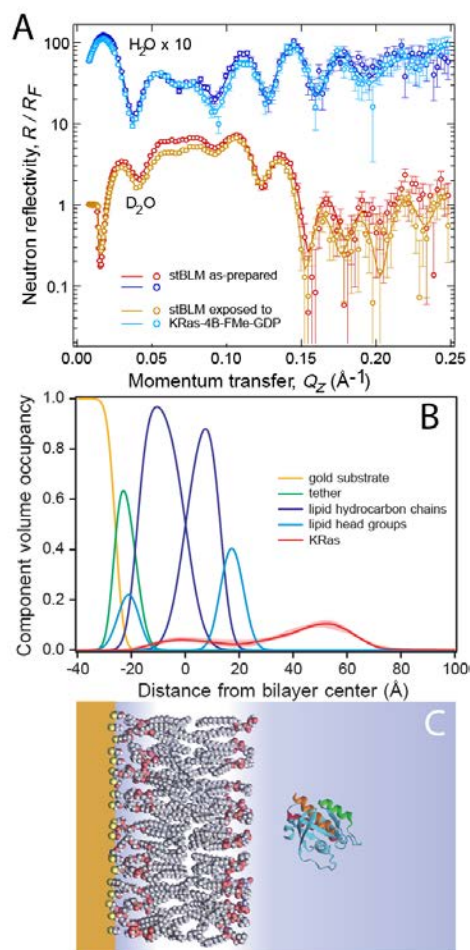 A
H₂O x 10
D₂O
Neutron reflectivity, R / R_F
100
10
1
0.1
stBLM as-prepared
stBLM exposed to
KRas-4B-FMe-GDP
0.00 0.05 0.10 0.15 0.20 0.25
Momentum transfer, Q_Z (Å⁻¹)
B
Component volume occupancy
1.0
0.8
0.6
0.4
0.2
0.0
gold substrate
tether
lipid hydrocarbon chains
lipid head groups
KRas
-40 -20 0 20 40 60 80 100
Distance from bilayer center (Å)
C